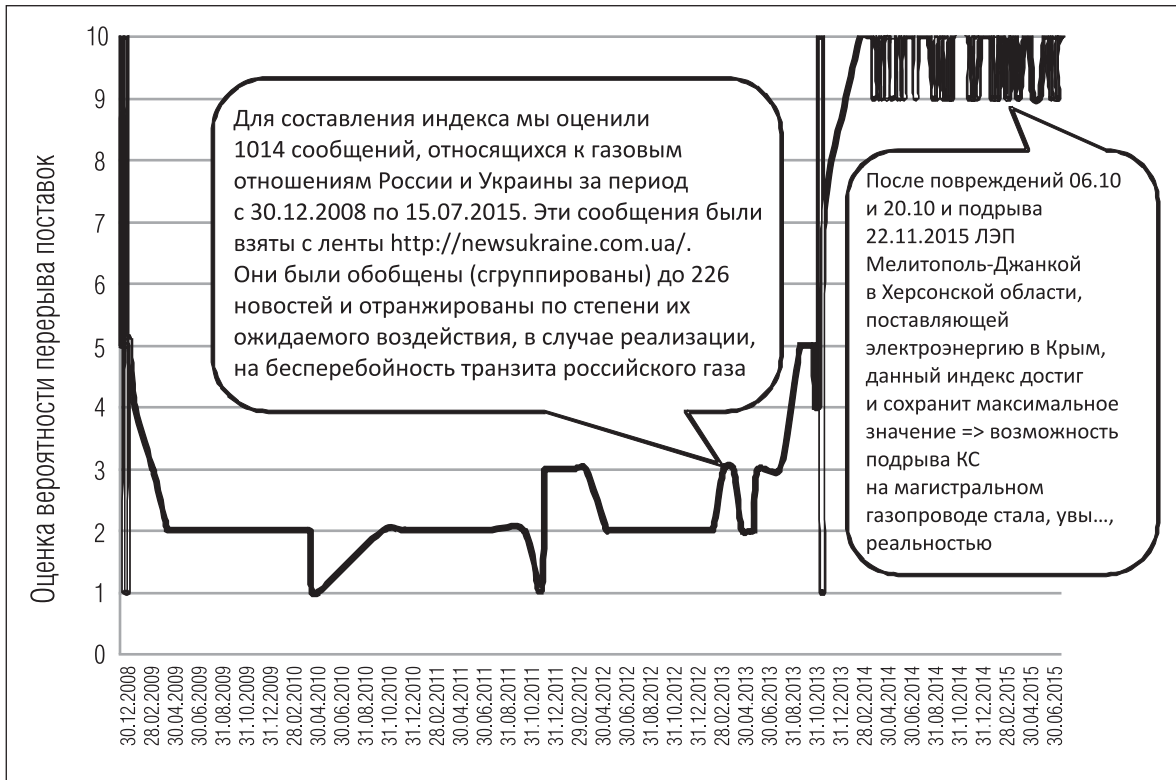 Оценка вероятности перерыва поставок
10
9
8
7
6
5
4
3
2
1
0
Для составления индекса мы оценили
1014 сообщений, относящихся к газовым
отношениям России и Украины за период
с 30.12.2008 по 15.07.2015. Эти сообщения были
взяты с ленты http://newsukraine.com.ua/.
Они были обобщены (сгруппированы) до 226
новостей и отранжированы по степени их
ожидаемого воздействия, в случае реализации,
на бесперебойность транзита российского газа
После повреждений 06.10
и 20.10 и подрыва
22.11.2015 ЛЭП
Мелитополь-Джанкой
в Херсонской области,
поставляющей
электроэнергию в Крым,
данный индекс достиг
и сохранит максимальное
значение => возможность
подрыва КС
на магистральном
газопроводе стала, увы...,
реальностью
30.12.2008
28.02.2009
30.04.2009
30.06.2009
31.08.2009
31.10.2009
31.12.2009
28.02.2010
30.04.2010
30.06.2010
31.08.2010
31.10.2010
31.12.2010
28.02.2011
30.04.2011
30.06.2011
31.08.2011
31.10.2011
31.12.2011
29.02.2012
30.04.2012
30.06.2012
31.08.2012
31.10.2012
31.12.2012
28.02.2013
30.04.2013
30.06.2013
31.08.2013
31.10.2013
31.12.2013
28.02.2014
30.04.2014
30.06.2014
31.08.2014
31.10.2014
31.12.2014
28.02.2015
30.04.2015
30.06.2015